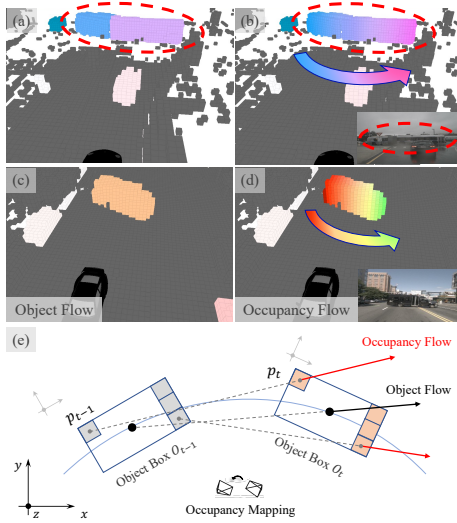 (a)
(b)
(c)
(d)
Object Flow
Occupancy Flow
(e)
Occupancy Flow
Object Flow
p_t
p_{t-1}
Object Box O_{t-1}
Object Box O_t
y
z
x
Occupancy Mapping